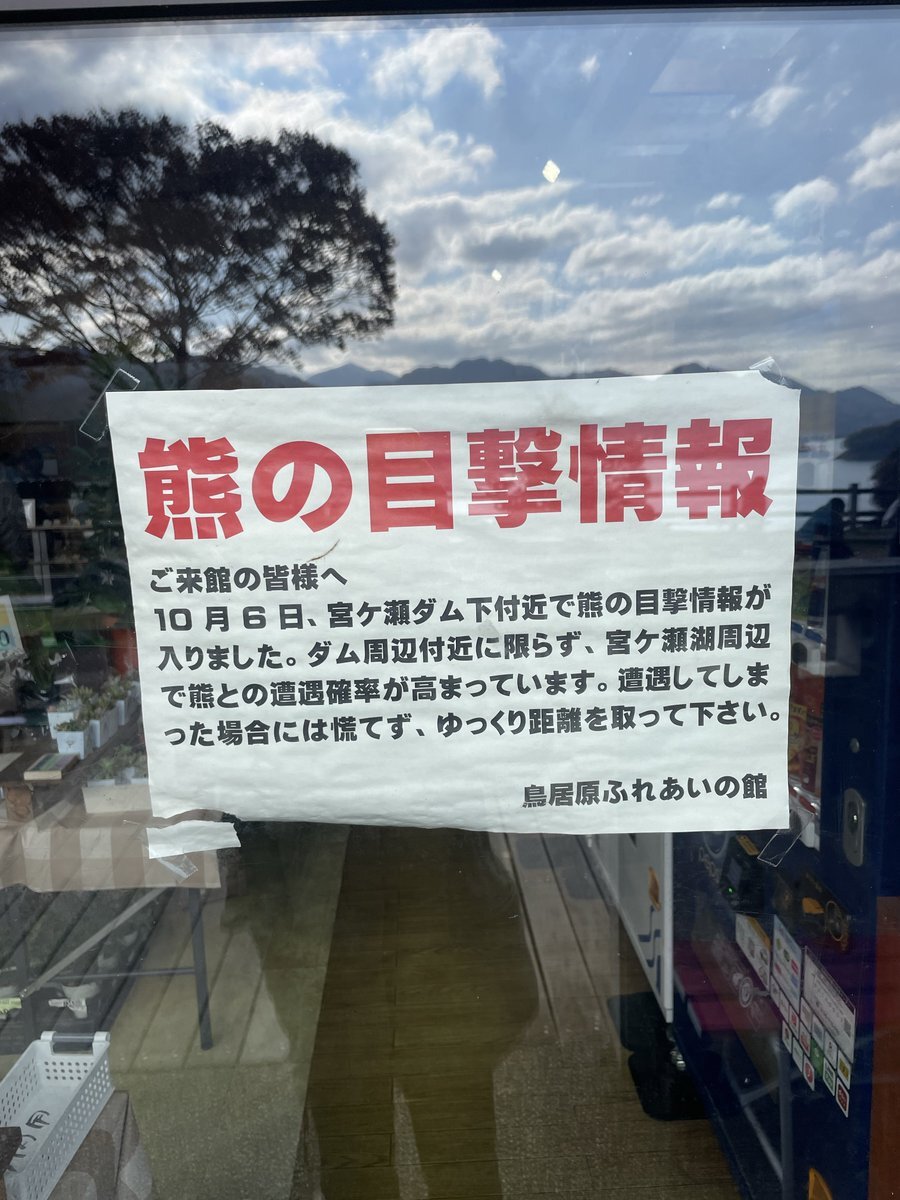 熊の目撃情報
ご来館の皆様へ
10月6日、宮ケ瀬ダム下付近で熊の目撃情報が
入りました。ダム周辺付近に限らず、宮ケ瀬湖周辺
で熊との遭遇確率が高まっています。遭遇してしま
った場合には慌てず、ゆっくり距離を取って下さい。
鳥居原ふれあいの館